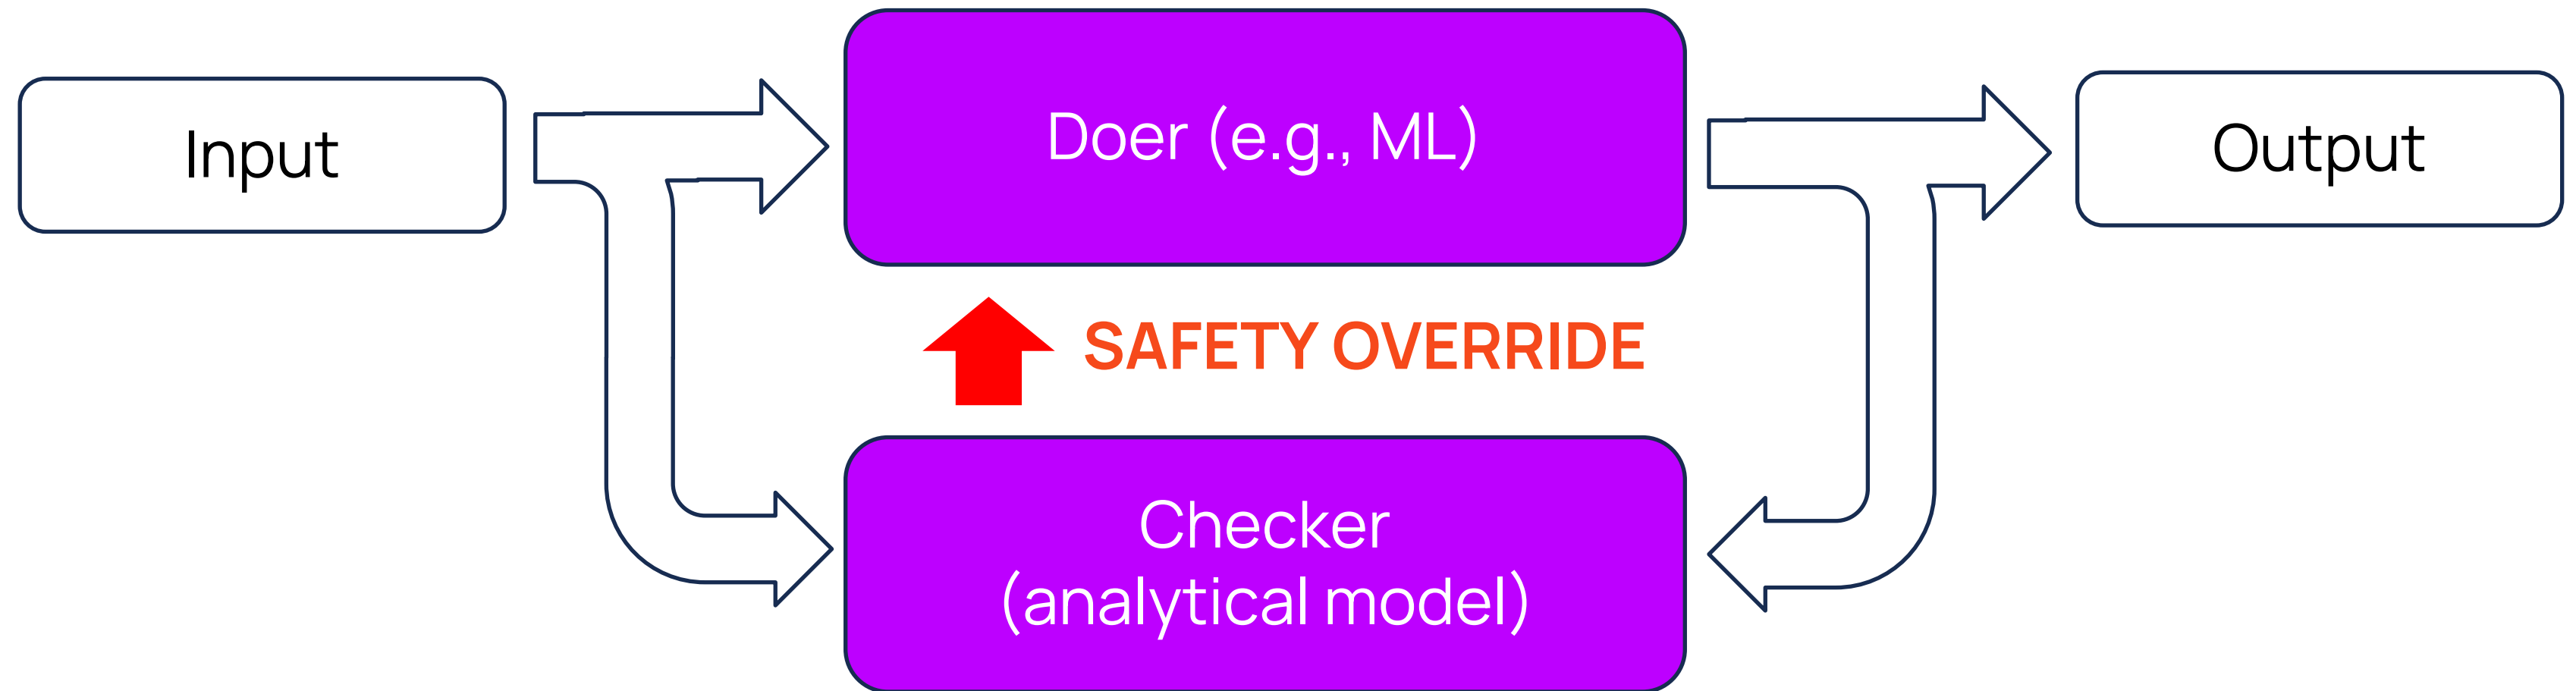 Input
Doer (e.g., ML)
Output
SAFETY OVERRIDE
Checker
(analytical model)